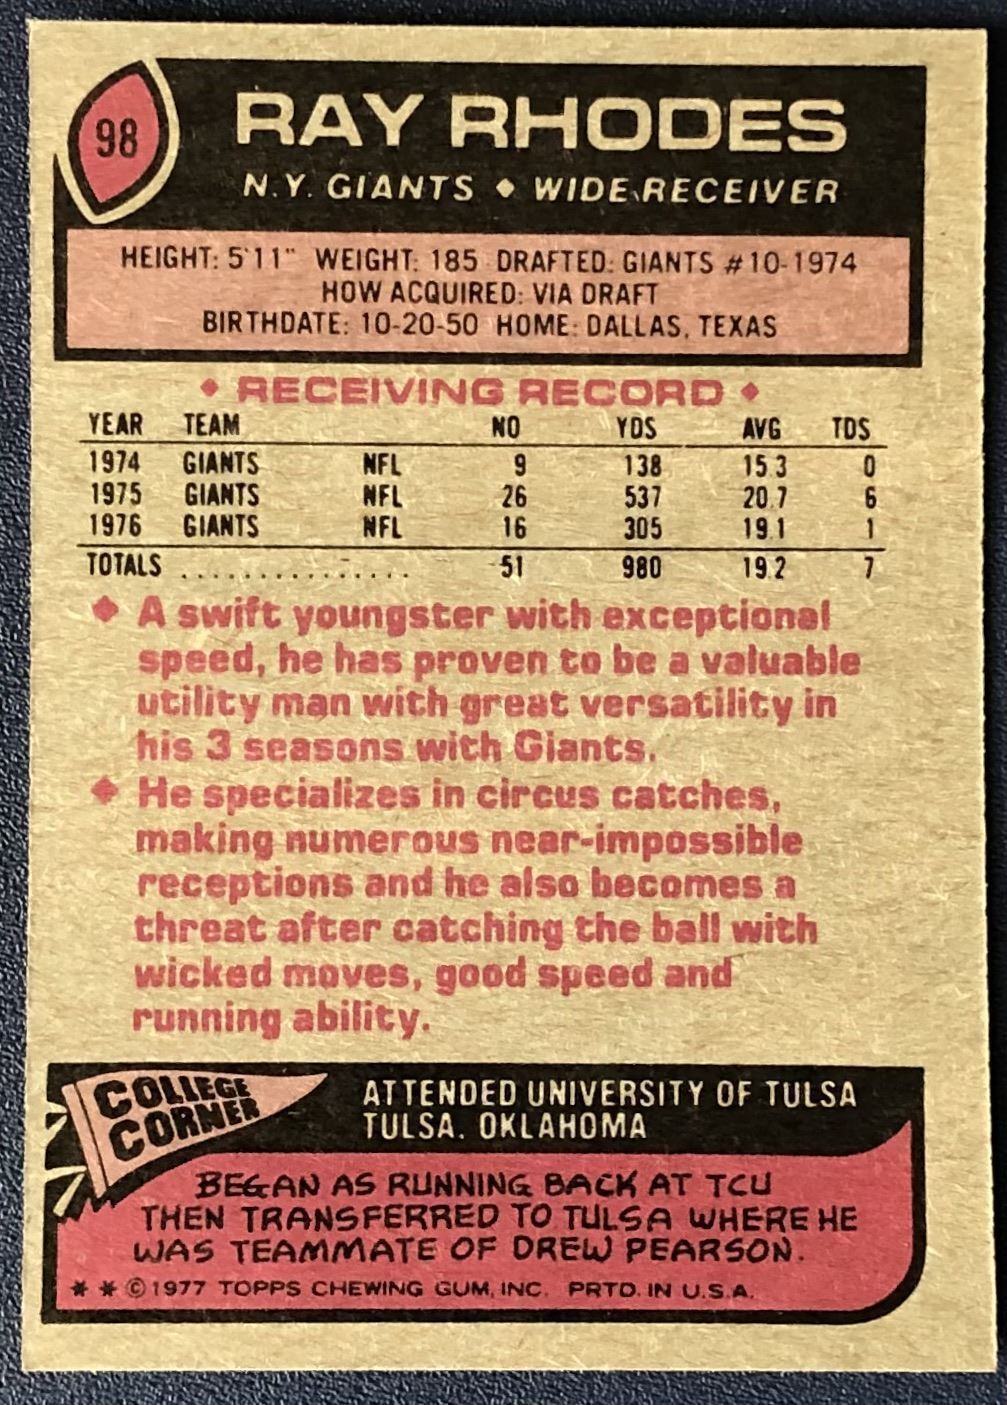 98
RAY RHODES
N.Y. GIANTS ♦ WIDE RECEIVER
HEIGHT: 5'11" WEIGHT: 185 DRAFTED: GIANTS #10-1974
HOW ACQUIRED: VIA DRAFT
BIRTHDATE: 10-20-50 HOME: DALLAS, TEXAS
♦ RECEIVING RECORD ♦
YEAR TEAM NO YDS AVG TDS
1974 GIANTS NFL 9 138 15.3 0
1975 GIANTS NFL 26 537 20.7 6
1976 GIANTS NFL 16 305 19.1 1
TOTALS ................ 51 980 19.2 7
♦ A swift youngster with exceptional
speed, he has proven to be a valuable
utility man with great versatility in
his 3 seasons with Giants.
♦ He specializes in circus catches,
making numerous near-impossible
receptions and he also becomes a
threat after catching the ball with
wicked moves, good speed and
running ability.
COLLEGE
CORNER
ATTENDED UNIVERSITY OF TULSA
TULSA, OKLAHOMA
BEGAN AS RUNNING BACK AT TCU
THEN TRANSFERRED TO TULSA WHERE HE
WAS TEAMMATE OF DREW PEARSON.
* * © 1977 TOPPS CHEWING GUM, INC. PRTD. IN U.S.A.